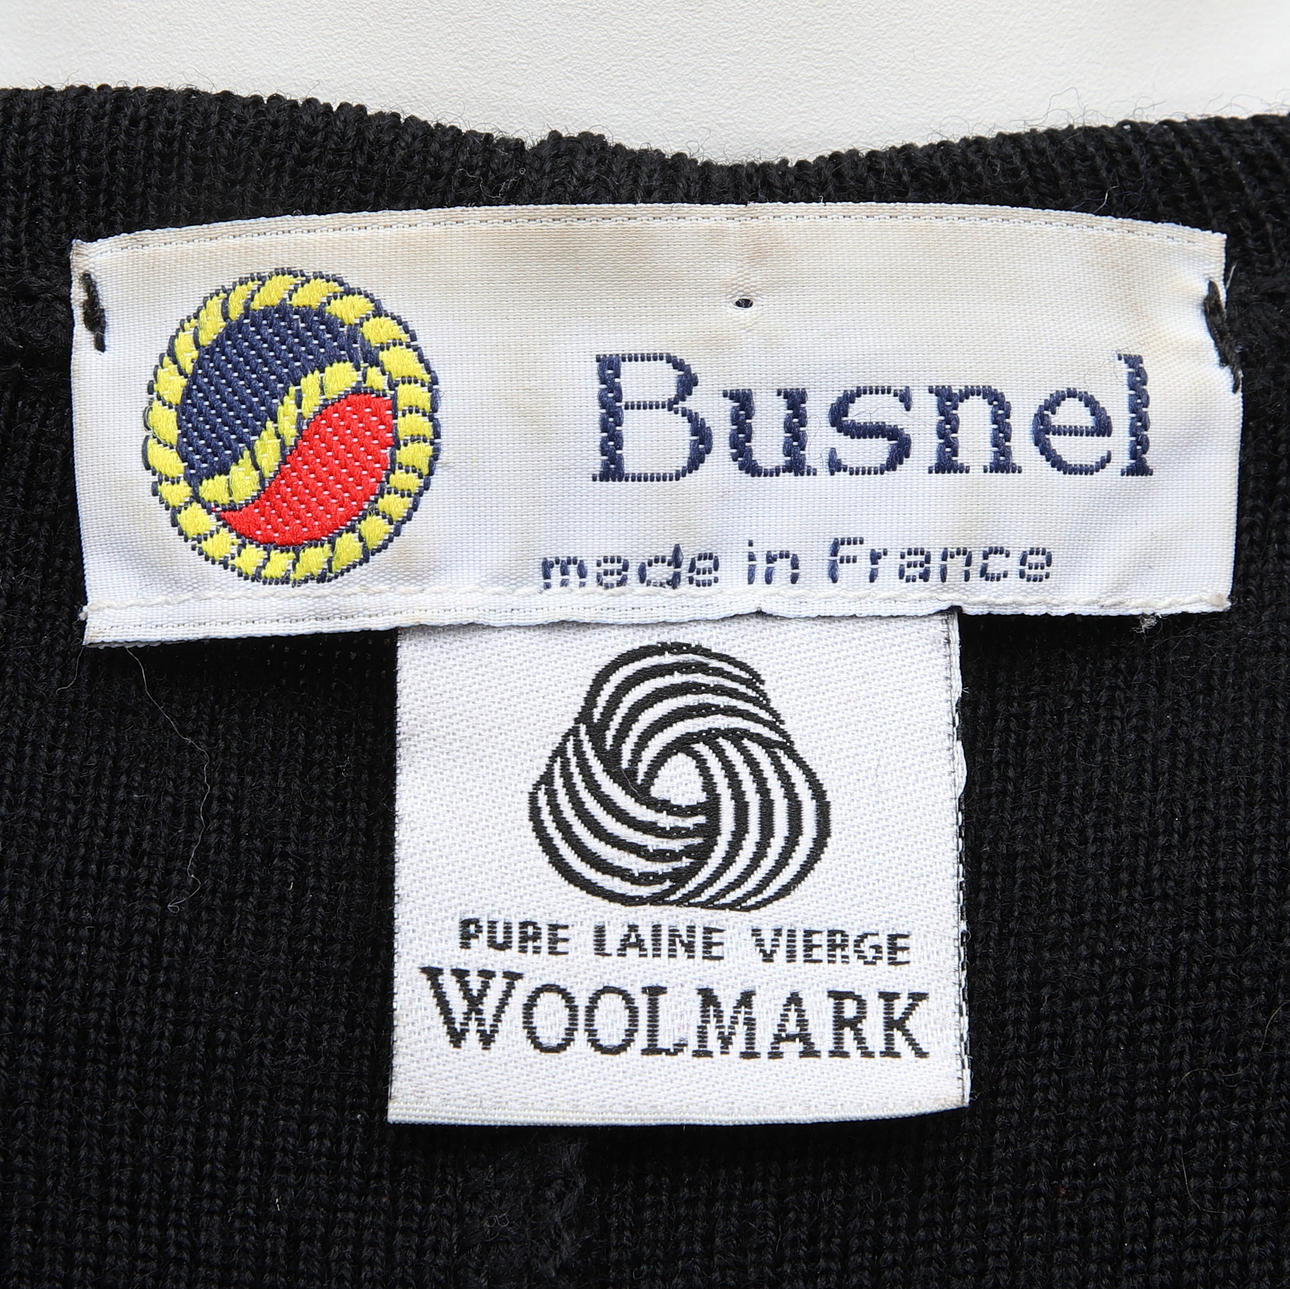 Busnel
made in France
PURE LAINE VIERGE
WOOLMARK